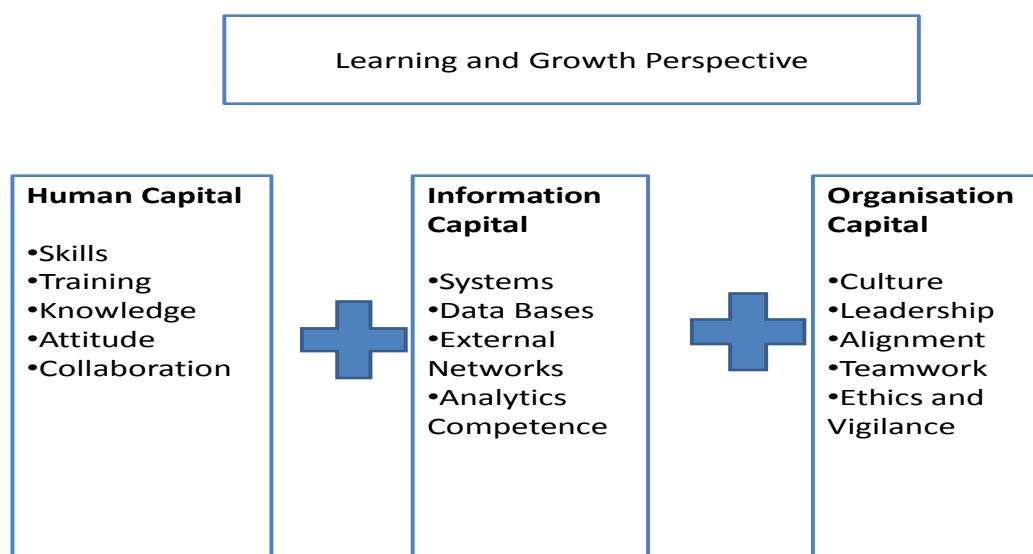 Learning and Growth Perspective
Human Capital
•Skills
•Training
•Knowledge
•Attitude
•Collaboration
Information
Capital
•Systems
•Data Bases
•External
Networks
•Analytics
Competence
Organisation
Capital
•Culture
•Leadership
•Alignment
•Teamwork
•Ethics and
Vigilance